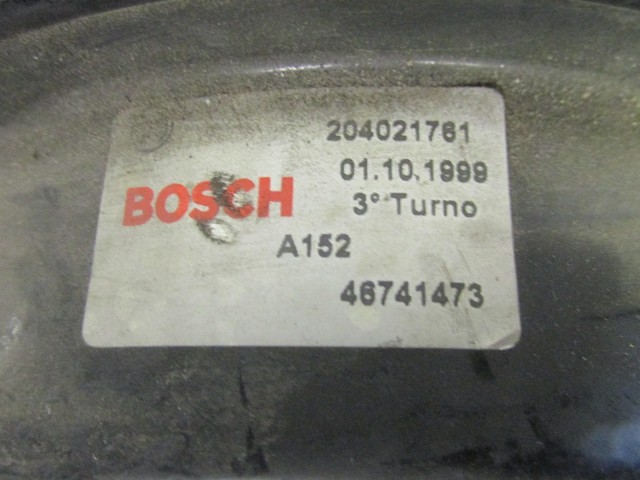 204021761
01.10.1999
BOSCH
3° Turno
A152
46741473